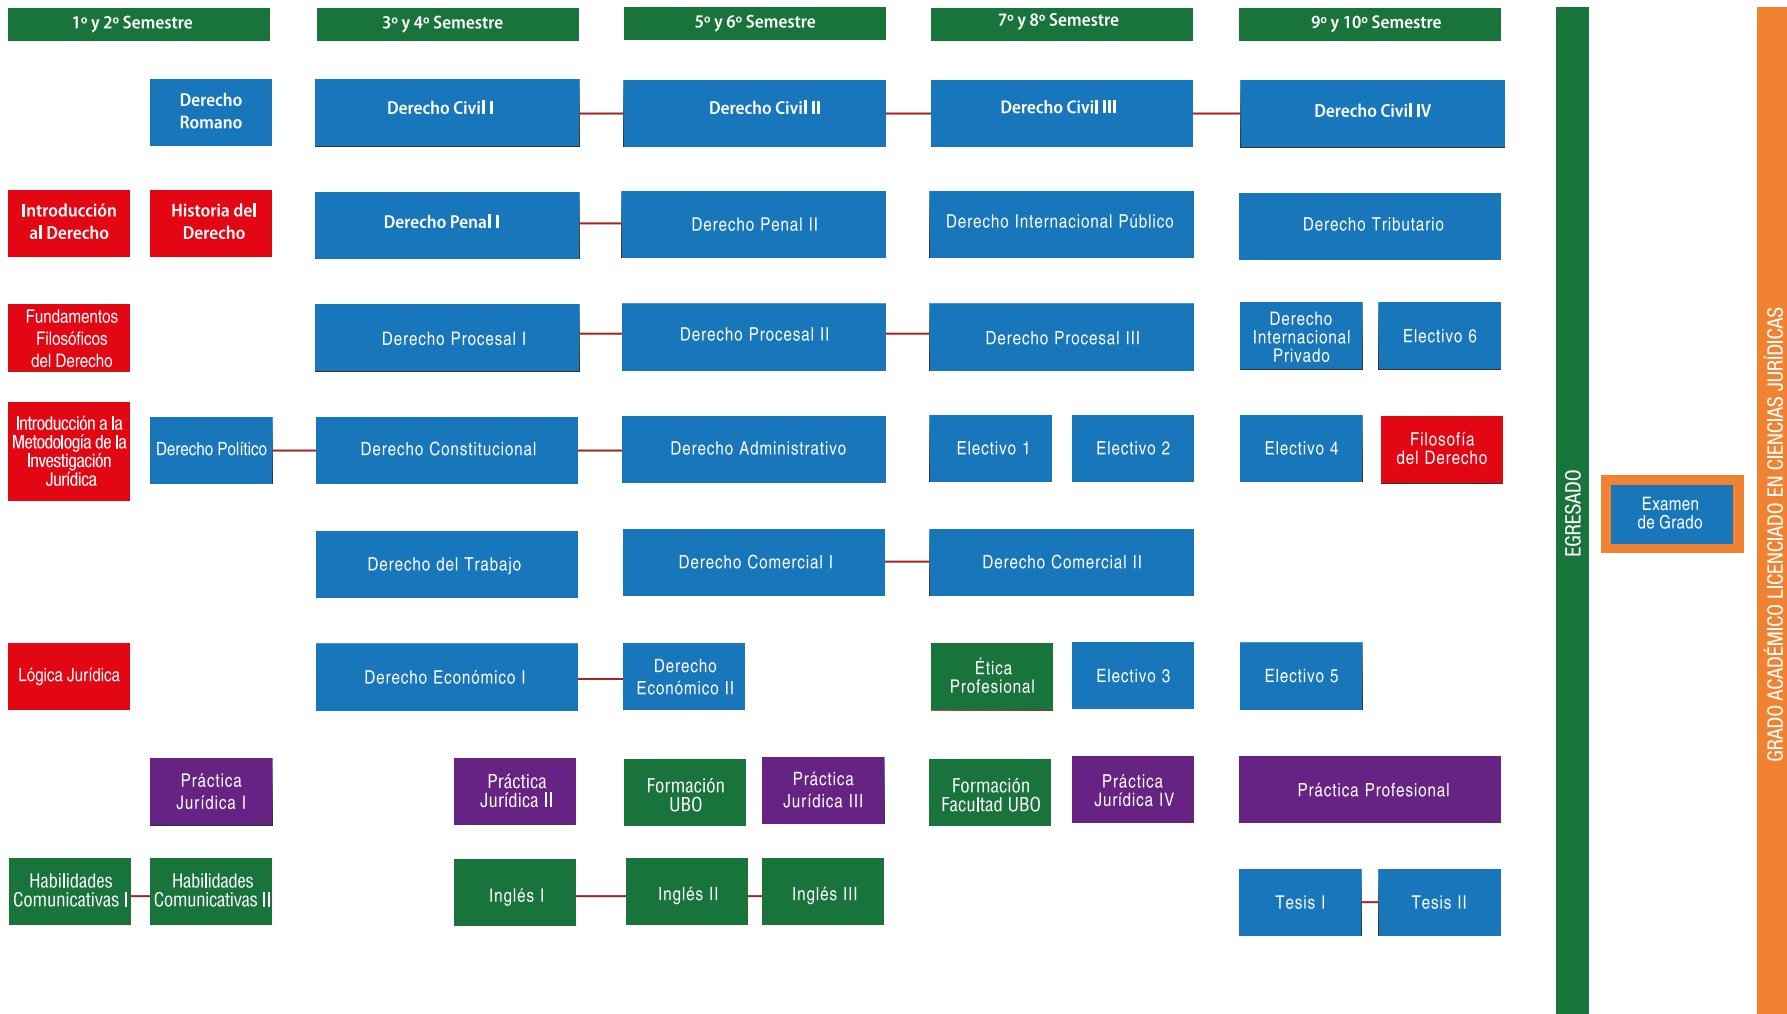 1º y 2º Semestre
3º y 4º Semestre
5º y 6º Semestre
7º y 8º Semestre
9º y 10º Semestre
Derecho
Romano
Derecho Civil I
Derecho Civil II
Derecho Civil III
Derecho Civil IV
Introducción
al Derecho
Historia del
Derecho
Derecho Penal I
Derecho Penal II
Derecho Internacional Público
Derecho Tributario
Fundamentos
Filosóficos
del Derecho
Derecho Procesal I
Derecho Procesal II
Derecho Procesal III
Derecho
Internacional
Privado
Electivo 6
Introducción a la
Metodología de la
Investigación
Jurídica
Derecho Político
Derecho Constitucional
Derecho Administrativo
Electivo 1
Electivo 2
Electivo 4
Filosofía
del Derecho
Derecho del Trabajo
Derecho Comercial I
Derecho Comercial II
Lógica Jurídica
Derecho Económico I
Derecho
Económico II
Ética
Profesional
Electivo 3
Electivo 5
Práctica
Jurídica I
Práctica
Jurídica II
Formación
UBO
Práctica
Jurídica III
Formación
Facultad UBO
Práctica
Jurídica IV
Práctica Profesional
Habilidades
Comunicativas I
Habilidades
Comunicativas II
Inglés I
Inglés II
Inglés III
Tesis I
Tesis II
EGRESADO
Examen
de Grado
GRADO ACADÉMICO LICENCIADO EN CIENCIAS JURÍDICAS